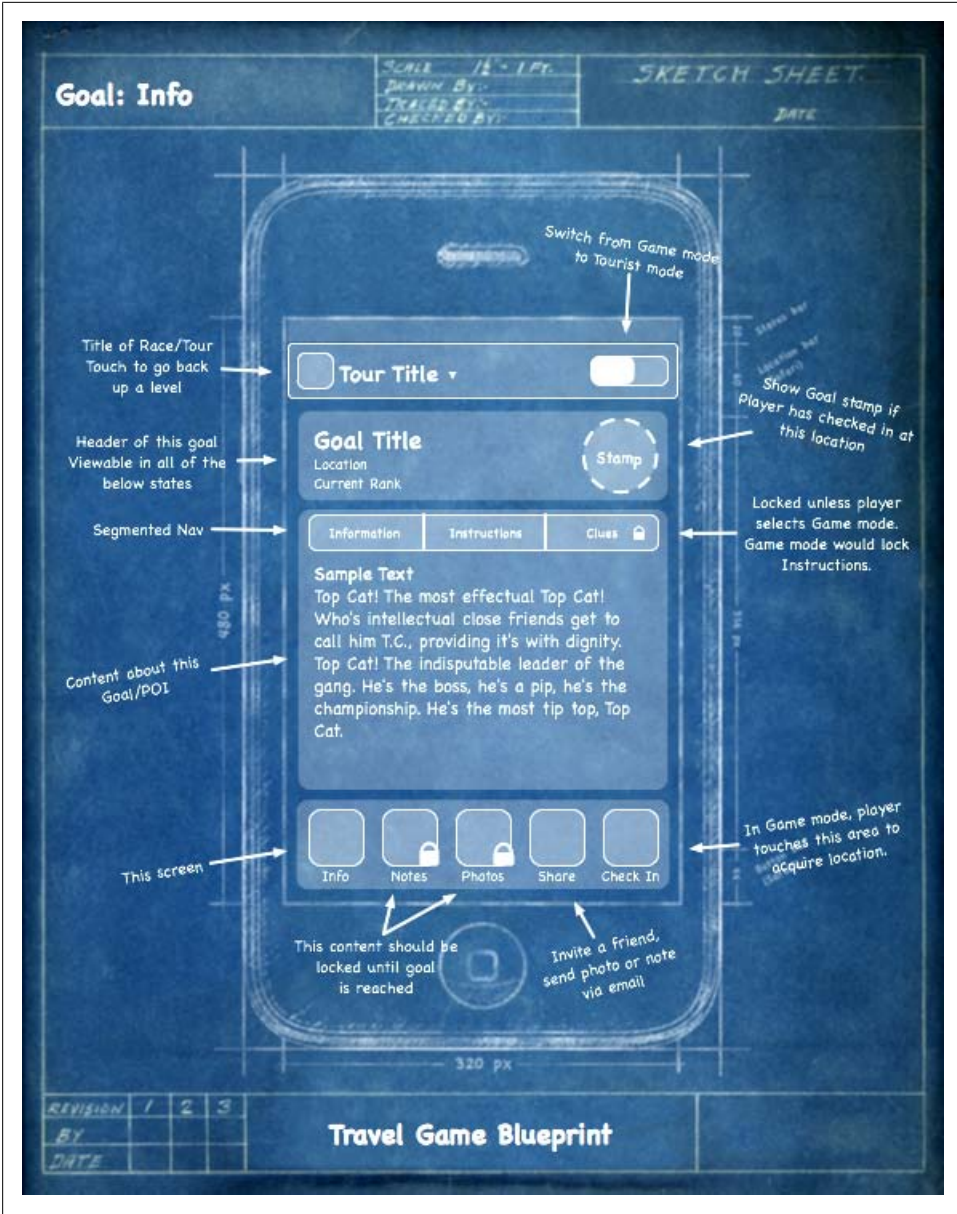 Goal: Info
SCALE 1½" = 1 FT.
DRAWN BY:-
TRACED BY:-
CHECKED BY:-
SKETCH SHEET.
DATE
Switch from Game mode
to Tourist mode
Status bar
Location bar
Title of Race/Tour
Touch to go back
up a level
Tour Title ▾
Show Goal stamp if
Player has checked in at
this location
Header of this goal
Viewable in all of the
below states
Goal Title
Location
Current Rank
Stamp
Segmented Nav
Information
Instructions
Clues
Locked unless player
selects Game mode.
Game mode would lock
Instructions.
480 px
Content about this
Goal/POI
Sample Text
Top Cat! The most effectual Top Cat!
Who's intellectual close friends get to
call him T.C., providing it's with dignity.
Top Cat! The indisputable leader of the
gang. He's the boss, he's a pip, he's the
championship. He's the most tip top, Top
Cat.
This screen
Info
Notes
Photos
Share
Check In
In Game mode, player
touches this area to
acquire location.
This content should be
locked until goal
is reached
Invite a friend,
send photo or note
via email
320 px
REVISION 1 2 3
BY
DATE
Travel Game Blueprint